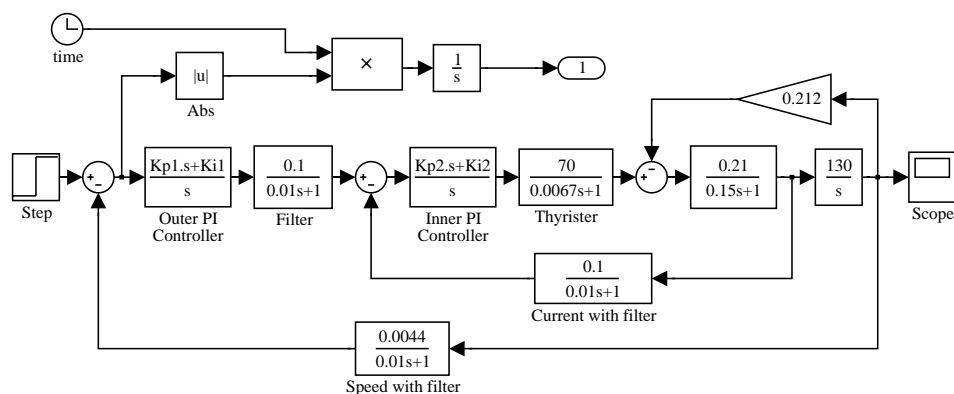 time
×
1
s
1
|u|
Abs
0.212
Step
+
−
Kp1.s+Ki1
s
Outer PI
Controller
0.1
0.01s+1
Filter
+
−
Kp2.s+Ki2
s
Inner PI
Controller
70
0.0067s+1
Thyrister
+
−
0.21
0.15s+1
130
s
Scope
0.1
0.01s+1
Current with filter
0.0044
0.01s+1
Speed with filter